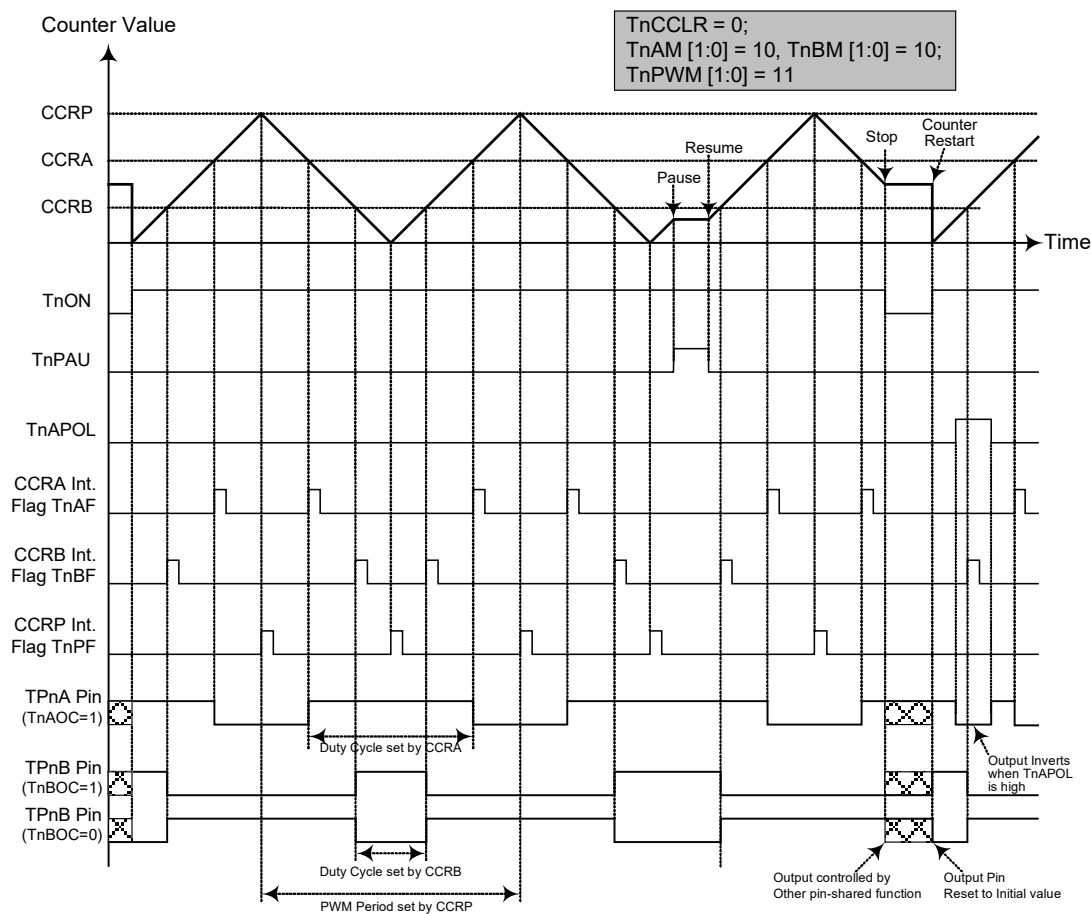 Counter Value
TnCCLR = 0;
TnAM [1:0] = 10, TnBM [1:0] = 10;
TnPWM [1:0] = 11
CCRP
CCRA
CCRB
Pause
Resume
Stop
Counter
Restart
Time
TnON
TnPAU
TnAPOL
CCRA Int.
Flag TnAF
CCRB Int.
Flag TnBF
CCRP Int.
Flag TnPF
TPnA Pin
(TnAOC=1)
Duty Cycle set by CCRA
Output Inverts
when TnAPOL
is high
TPnB Pin
(TnBOC=1)
TPnB Pin
(TnBOC=0)
Duty Cycle set by CCRB
PWM Period set by CCRP
Output controlled by
Other pin-shared function
Output Pin
Reset to Initial value